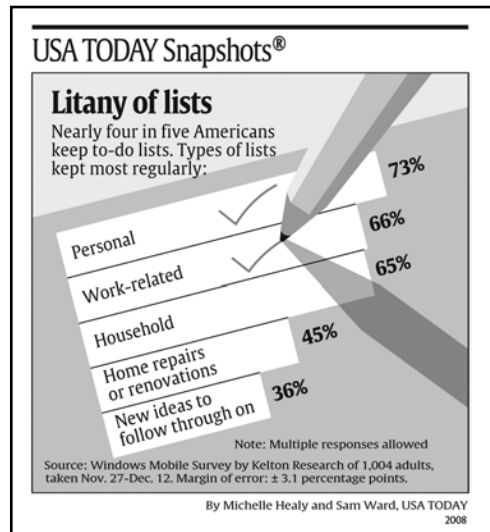 USA TODAY Snapshots®
Litany of lists
Nearly four in five Americans
keep to-do lists. Types of lists
kept most regularly:
Personal 73%
Work-related 66%
Household 65%
Home repairs
or renovations 45%
New ideas to
follow through on 36%
Note: Multiple responses allowed
Source: Windows Mobile Survey by Kelton Research of 1,004 adults,
taken Nov. 27-Dec. 12. Margin of error: ± 3.1 percentage points.
By Michelle Healy and Sam Ward, USA TODAY
2008